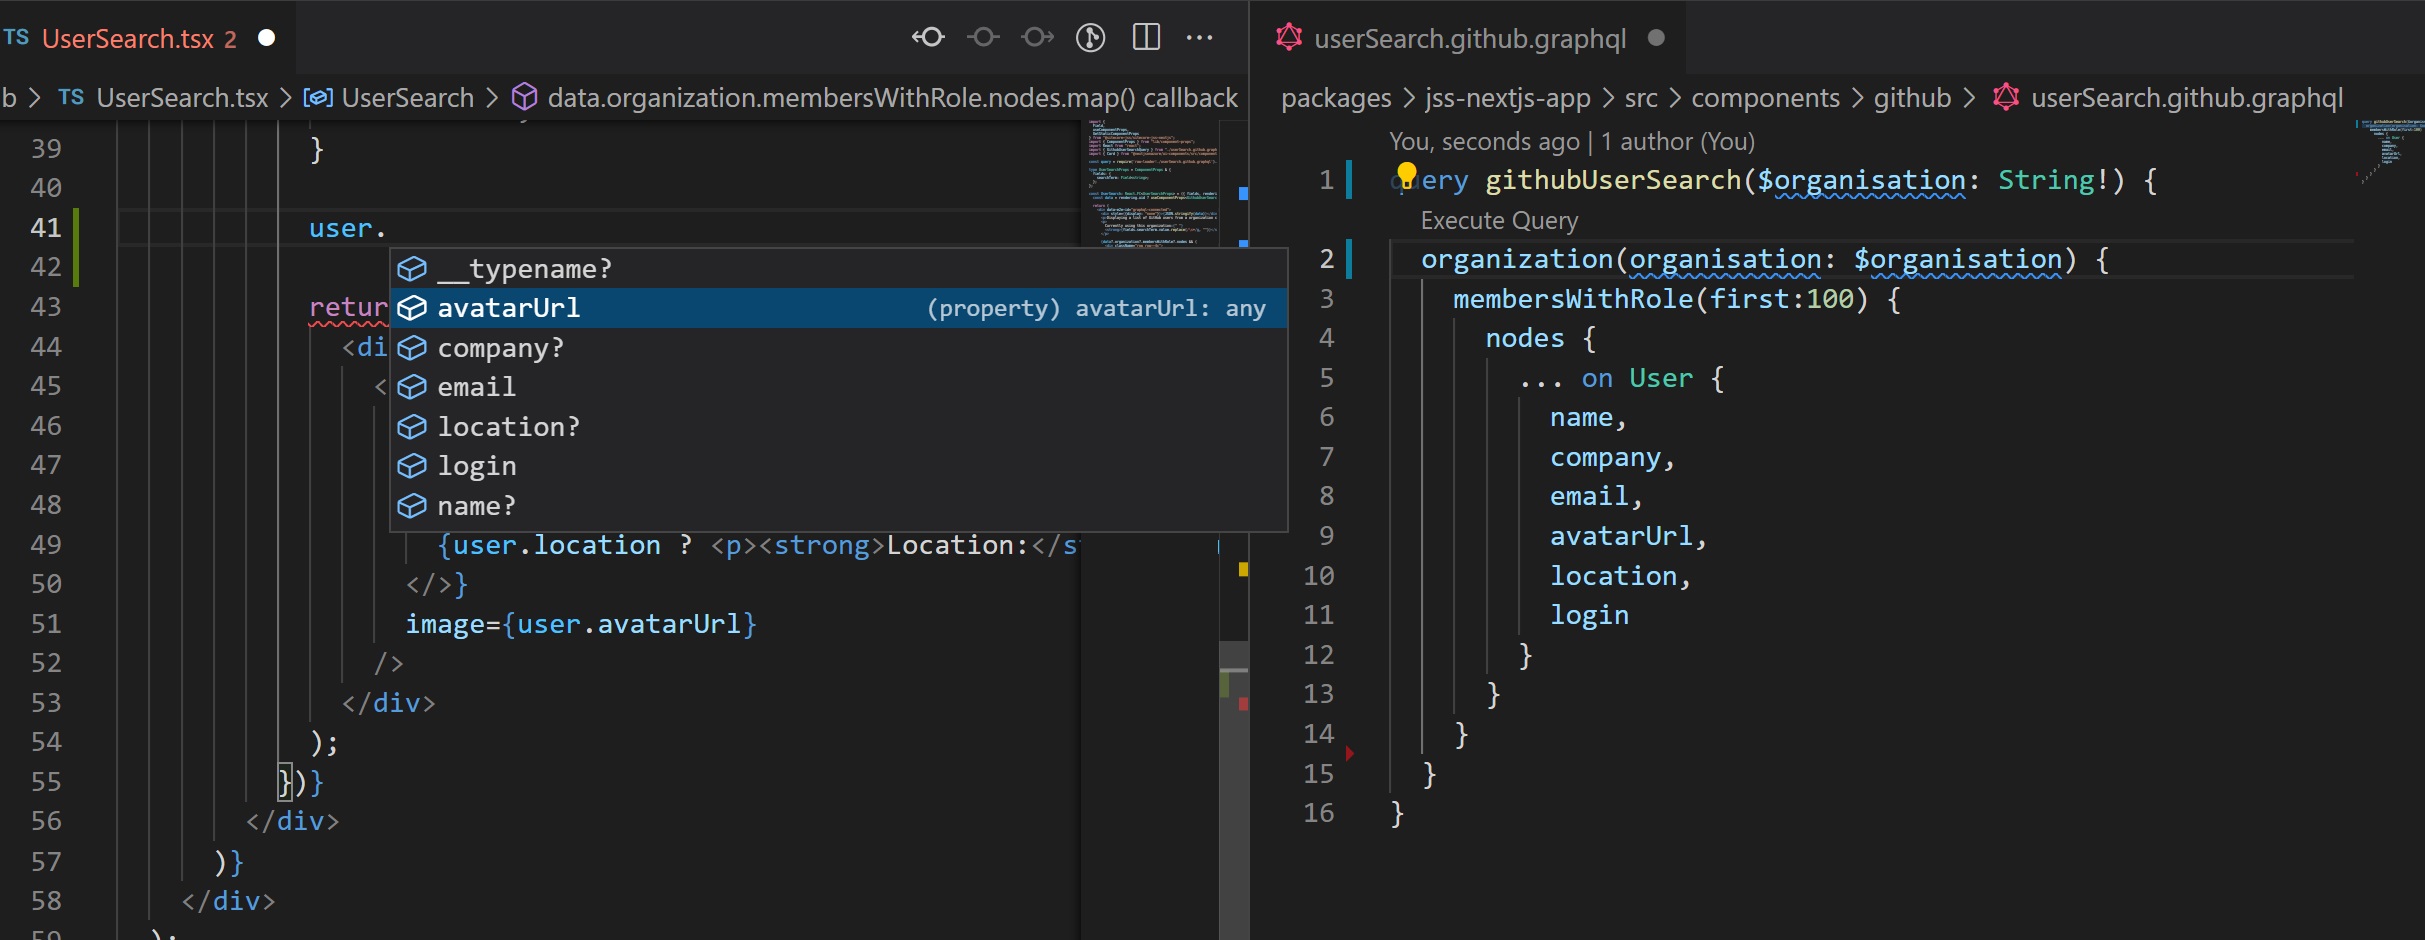 TS UserSearch.tsx 2
b > TS UserSearch.tsx > UserSearch > data.organization.membersWithRole.nodes.map() callback
39 }
40
41 user.
42
__typename?
avatarUrl (property) avatarUrl: any
company?
email
location?
login
name?
43 retur
44 <di
45 <
46
47
48
49 {user.location ? <p><strong>Location:</s
50 </>}
51 image={user.avatarUrl}
52 />
53 </div>
54 );
55 })}
56 </div>
57 )}
58 </div>
59 );
userSearch.github.graphql
packages > jss-nextjs-app > src > components > github > userSearch.github.graphql
You, seconds ago | 1 author (You)
1 query githubUserSearch($organisation: String!) {
Execute Query
2 organization(organisation: $organisation) {
3 membersWithRole(first:100) {
4 nodes {
5 ... on User {
6 name,
7 company,
8 email,
9 avatarUrl,
10 location,
11 login
12 }
13 }
14 }
15 }
16 }